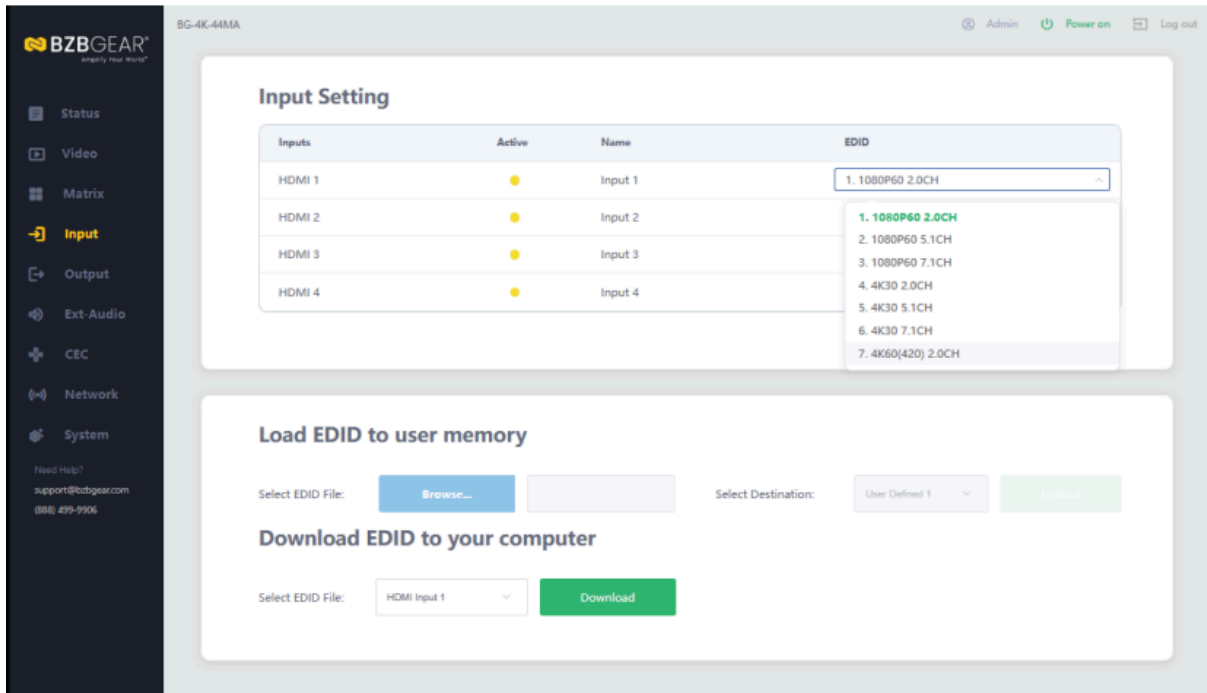 BG-4K-44MA
Admin
Power on
Log out
BZBGEAR®
Amplify Your World™
Status
Video
Matrix
Input
Output
Ext-Audio
CEC
Network
System
Need Help?
support@bzbgear.com
(888) 499-9906
Input Setting
Inputs Active Name EDID
HDMI 1 Input 1 1. 1080P60 2.0CH
HDMI 2 Input 2
HDMI 3 Input 3
HDMI 4 Input 4
1. 1080P60 2.0CH
2. 1080P60 5.1CH
3. 1080P60 7.1CH
4. 4K30 2.0CH
5. 4K30 5.1CH
6. 4K30 7.1CH
7. 4K60(420) 2.0CH
Load EDID to user memory
Select EDID File: Browse... Select Destination: User Defined 1 Upload
Download EDID to your computer
Select EDID File: HDMI Input 1 Download